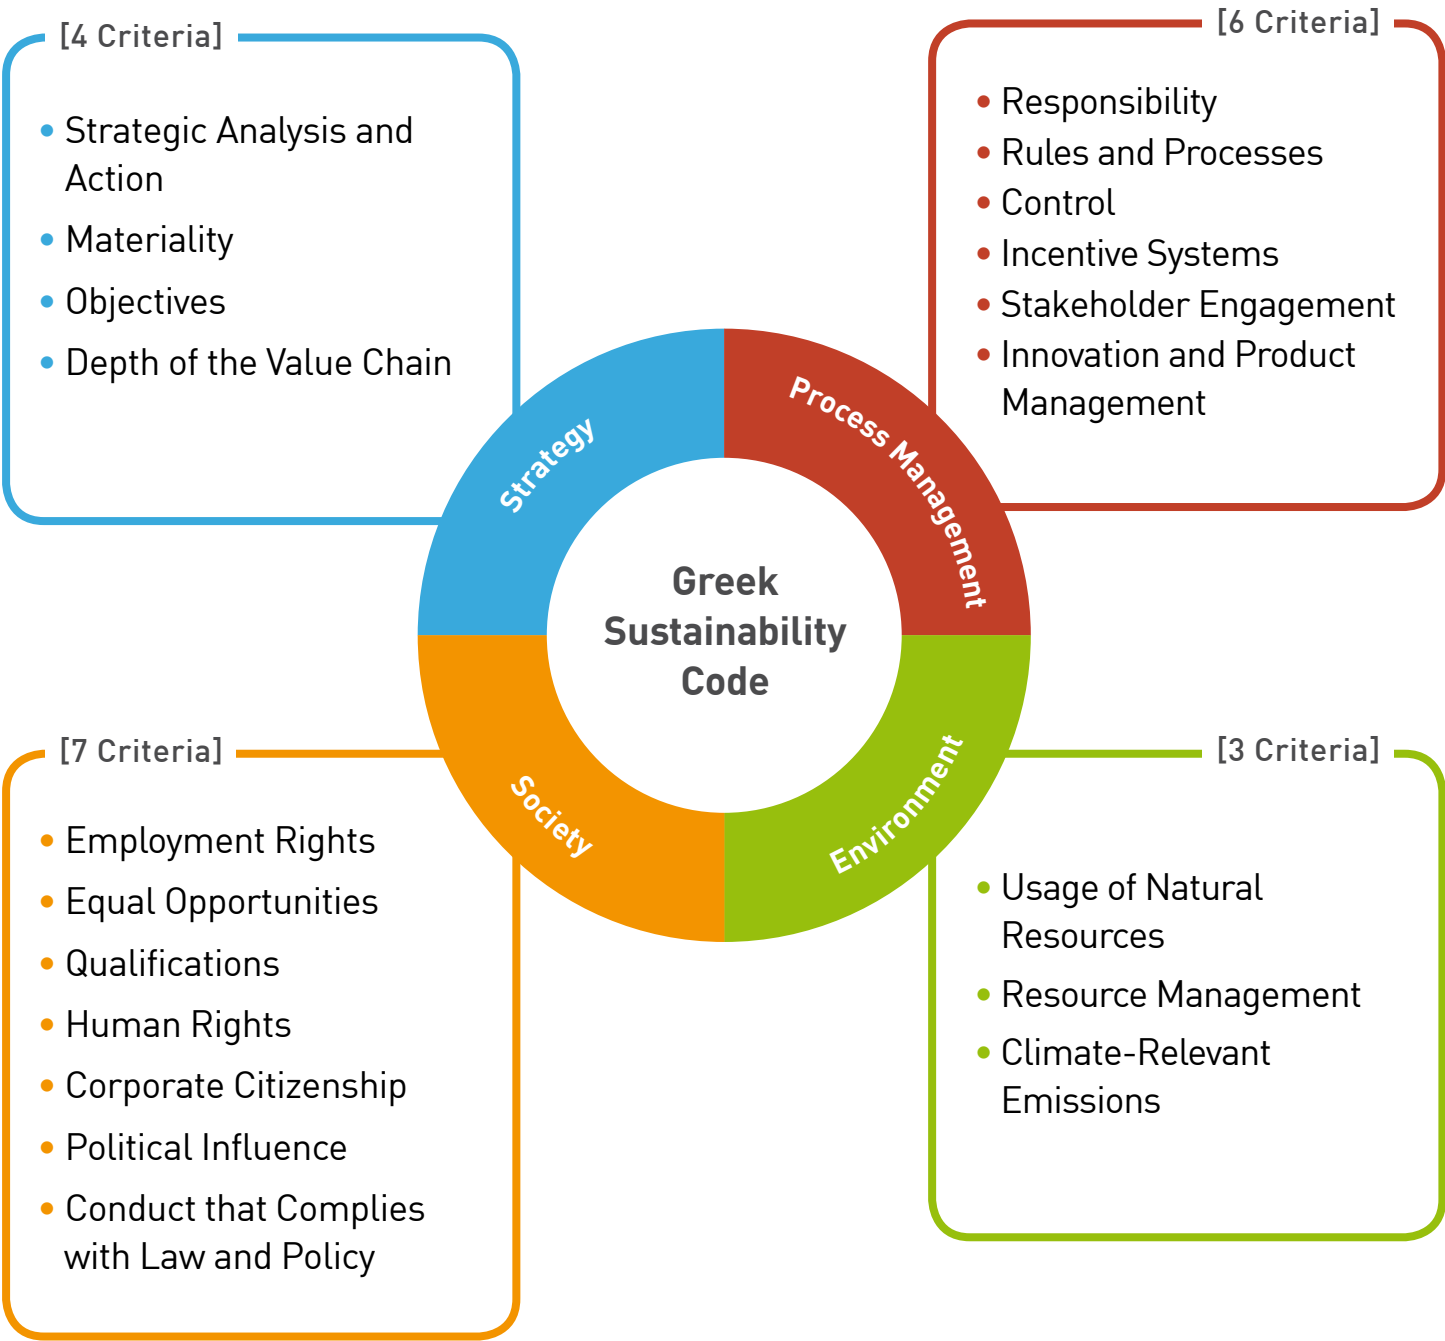 [4 Criteria]
• Strategic Analysis and
Action
• Materiality
• Objectives
• Depth of the Value Chain
[6 Criteria]
• Responsibility
• Rules and Processes
• Control
• Incentive Systems
• Stakeholder Engagement
• Innovation and Product
Management
Strategy
Process Management
Greek
Sustainability
Code
Society
Environment
[7 Criteria]
• Employment Rights
• Equal Opportunities
• Qualifications
• Human Rights
• Corporate Citizenship
• Political Influence
• Conduct that Complies
with Law and Policy
[3 Criteria]
• Usage of Natural
Resources
• Resource Management
• Climate-Relevant
Emissions